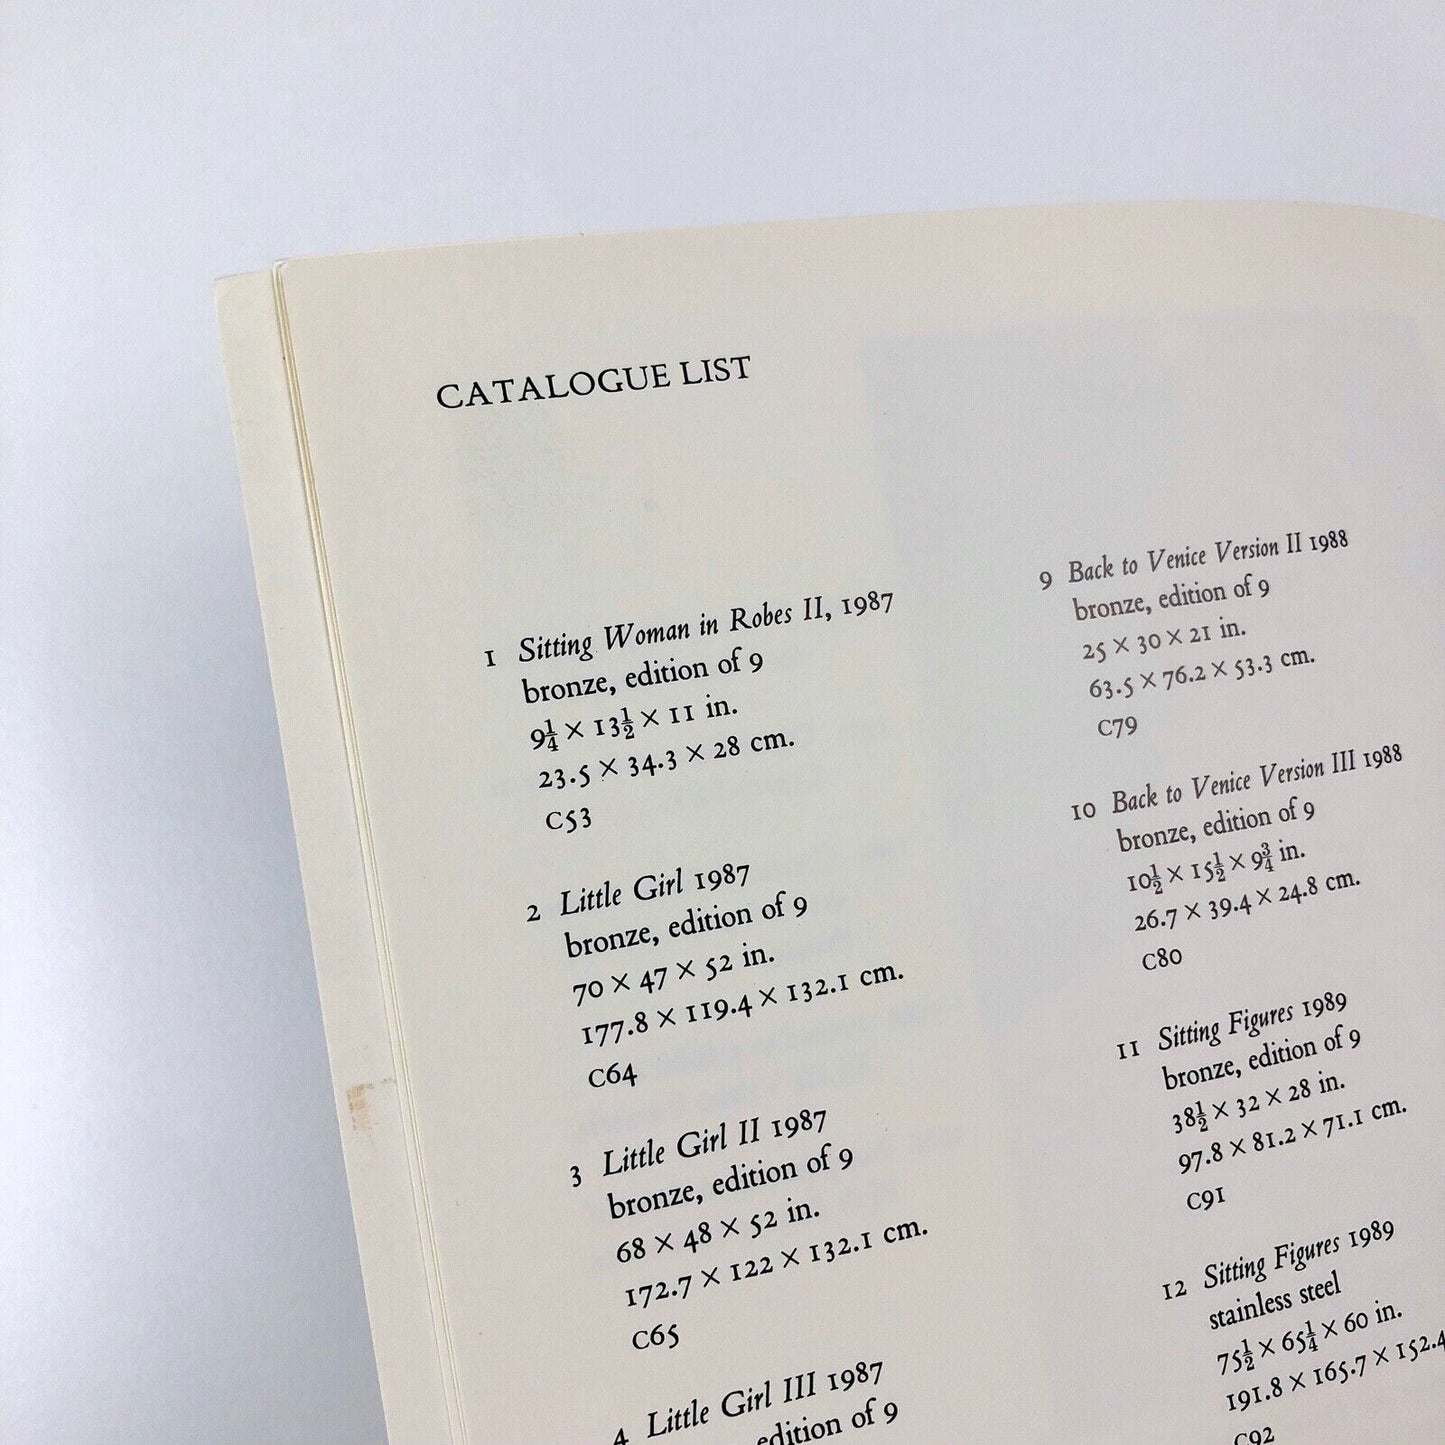 CATALOGUE LIST
1 Sitting Woman in Robes II, 1987
bronze, edition of 9
9¼ × 13½ × 11 in.
23.5 × 34.3 × 28 cm.
C53
2 Little Girl 1987
bronze, edition of 9
70 × 47 × 52 in.
177.8 × 119.4 × 132.1 cm.
C64
3 Little Girl II 1987
bronze, edition of 9
68 × 48 × 52 in.
172.7 × 122 × 132.1 cm.
C65
4 Little Girl III 1987
edition of 9
9 Back to Venice Version II 1988
bronze, edition of 9
25 × 30 × 21 in.
63.5 × 76.2 × 53.3 cm.
C79
10 Back to Venice Version III 1988
bronze, edition of 9
10½ × 15½ × 9¾ in.
26.7 × 39.4 × 24.8 cm.
C80
11 Sitting Figures 1989
bronze, edition of 9
38½ × 32 × 28 in.
97.8 × 81.2 × 71.1 cm.
C91
12 Sitting Figures 1989
stainless steel
75½ × 65¼ × 60 in.
191.8 × 165.7 × 152.4
C92